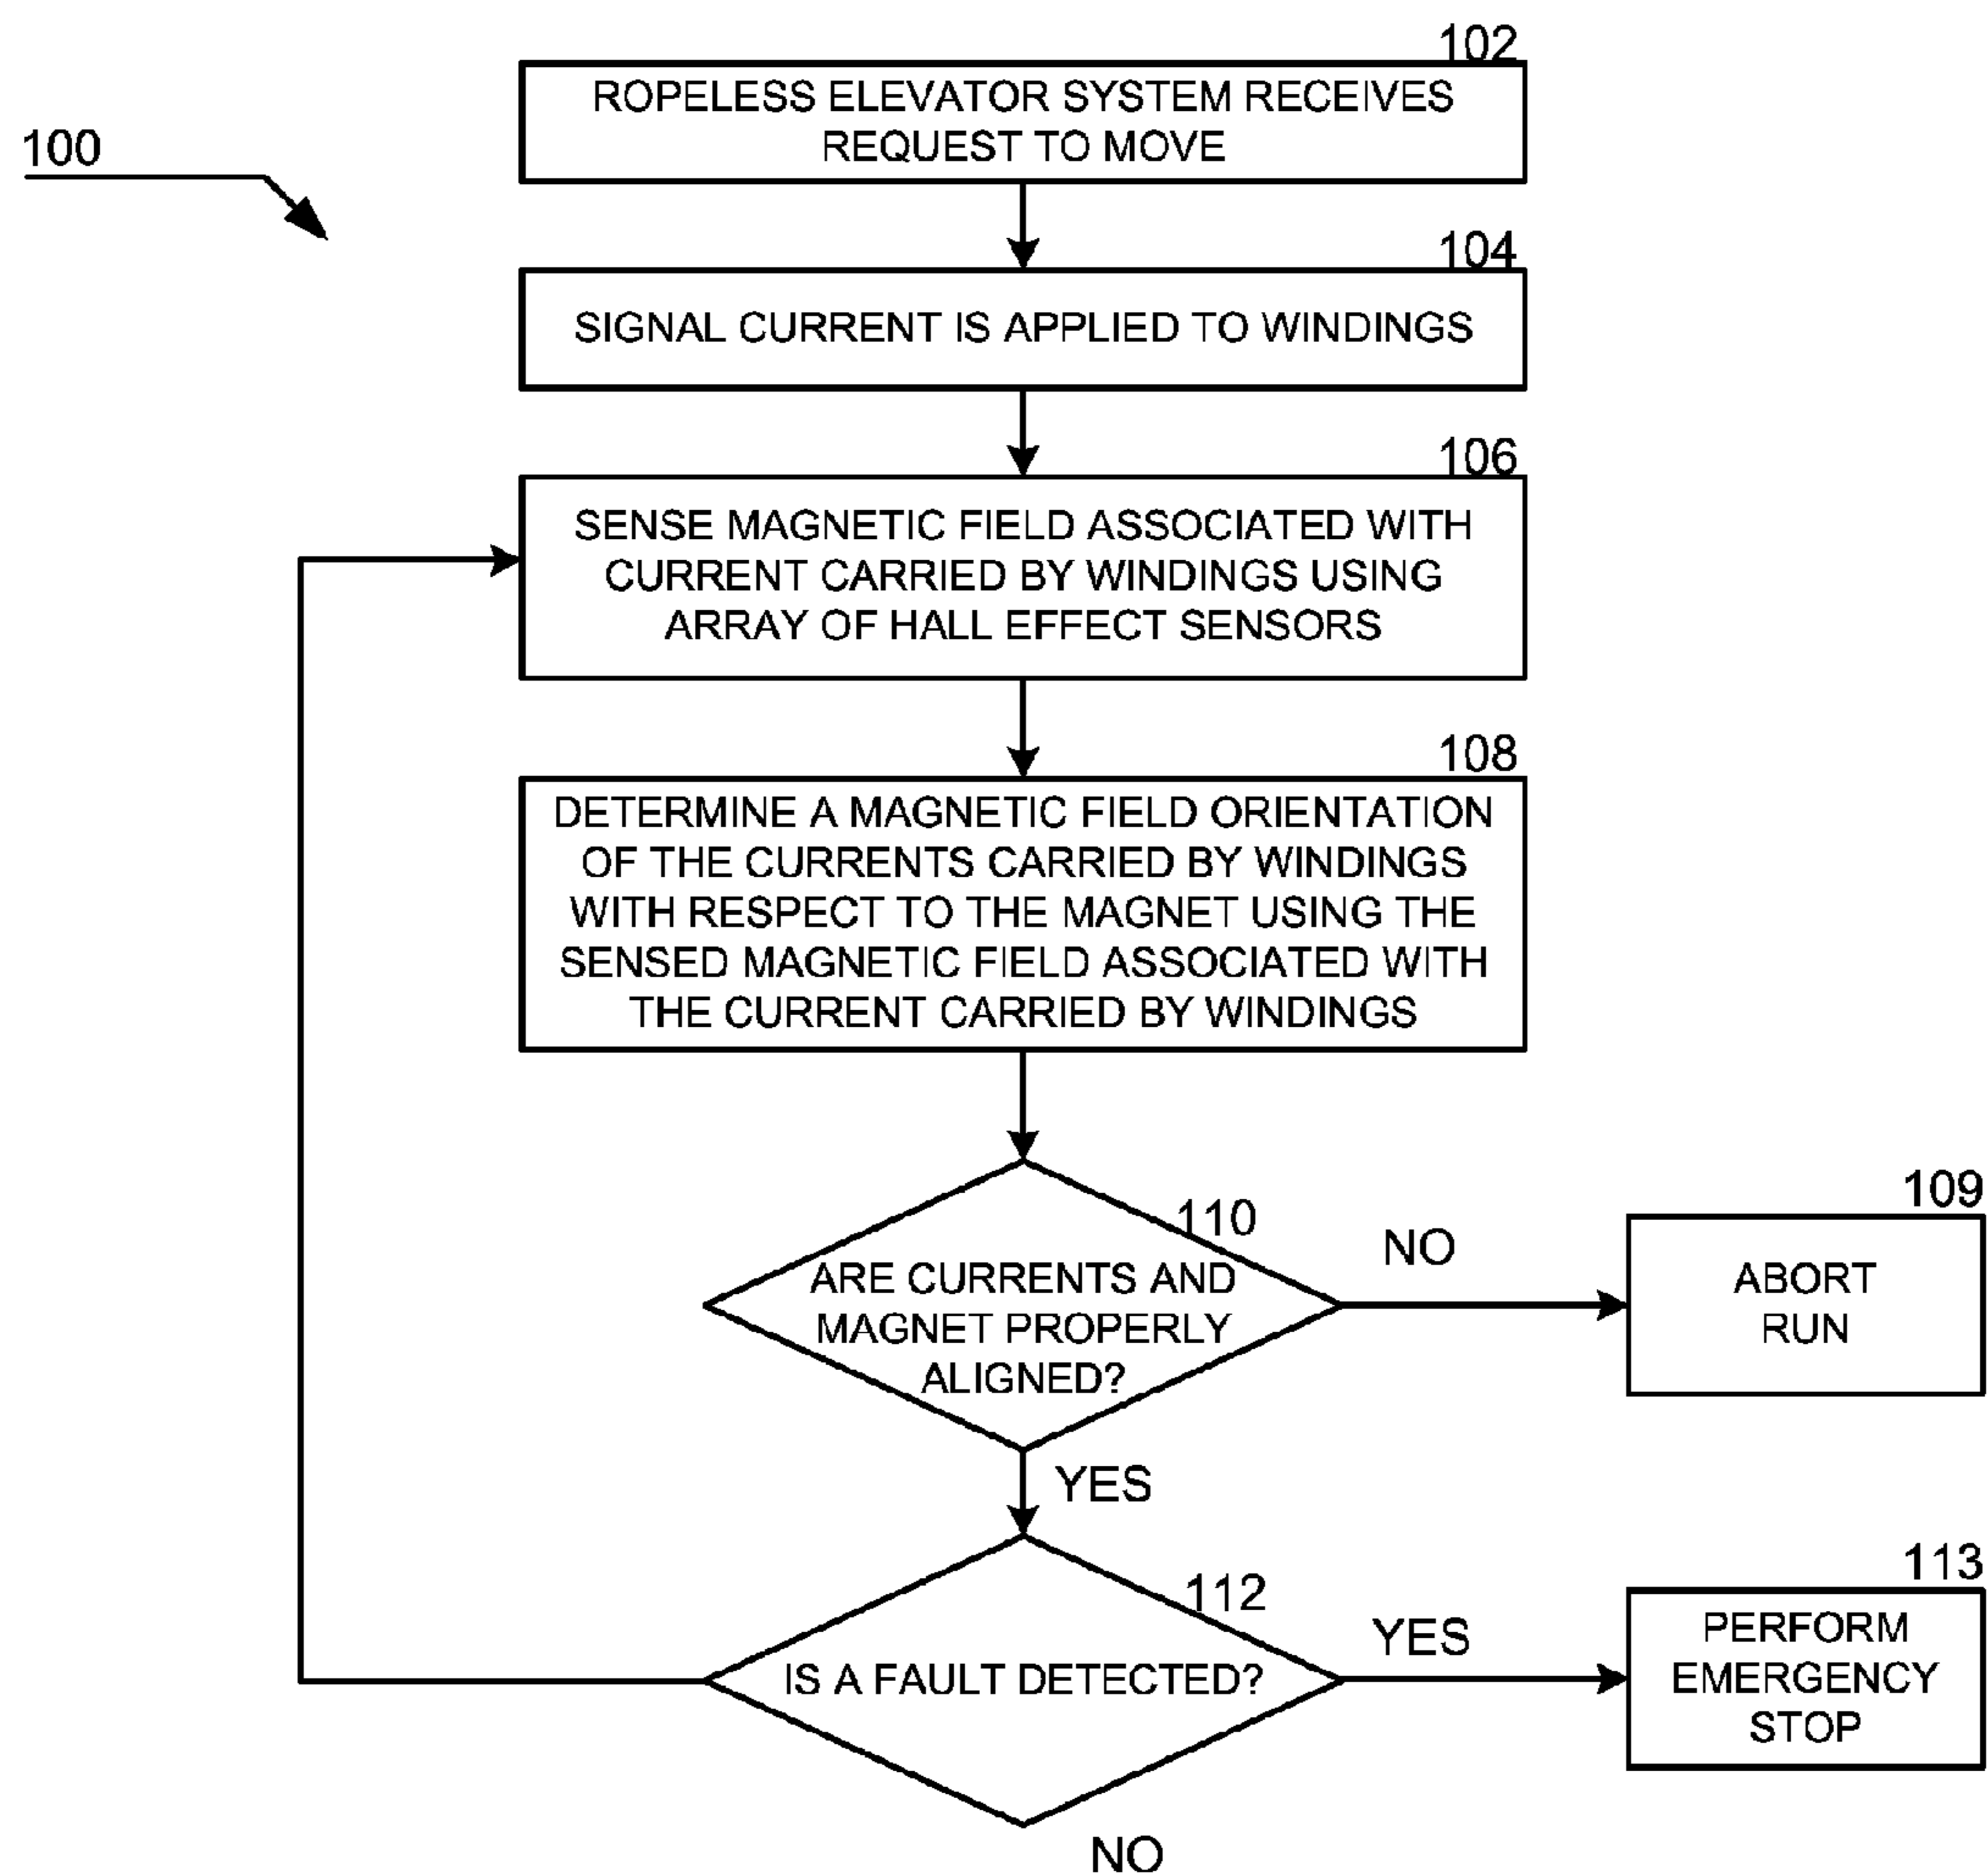 100
102
ROPELESS ELEVATOR SYSTEM RECEIVES
REQUEST TO MOVE
104
SIGNAL CURRENT IS APPLIED TO WINDINGS
106
SENSE MAGNETIC FIELD ASSOCIATED WITH
CURRENT CARRIED BY WINDINGS USING
ARRAY OF HALL EFFECT SENSORS
108
DETERMINE A MAGNETIC FIELD ORIENTATION
OF THE CURRENTS CARRIED BY WINDINGS
WITH RESPECT TO THE MAGNET USING THE
SENSED MAGNETIC FIELD ASSOCIATED WITH
THE CURRENT CARRIED BY WINDINGS
110
ARE CURRENTS AND
MAGNET PROPERLY
ALIGNED?
NO
109
ABORT
RUN
YES
112
IS A FAULT DETECTED?
YES
113
PERFORM
EMERGENCY
STOP
NO